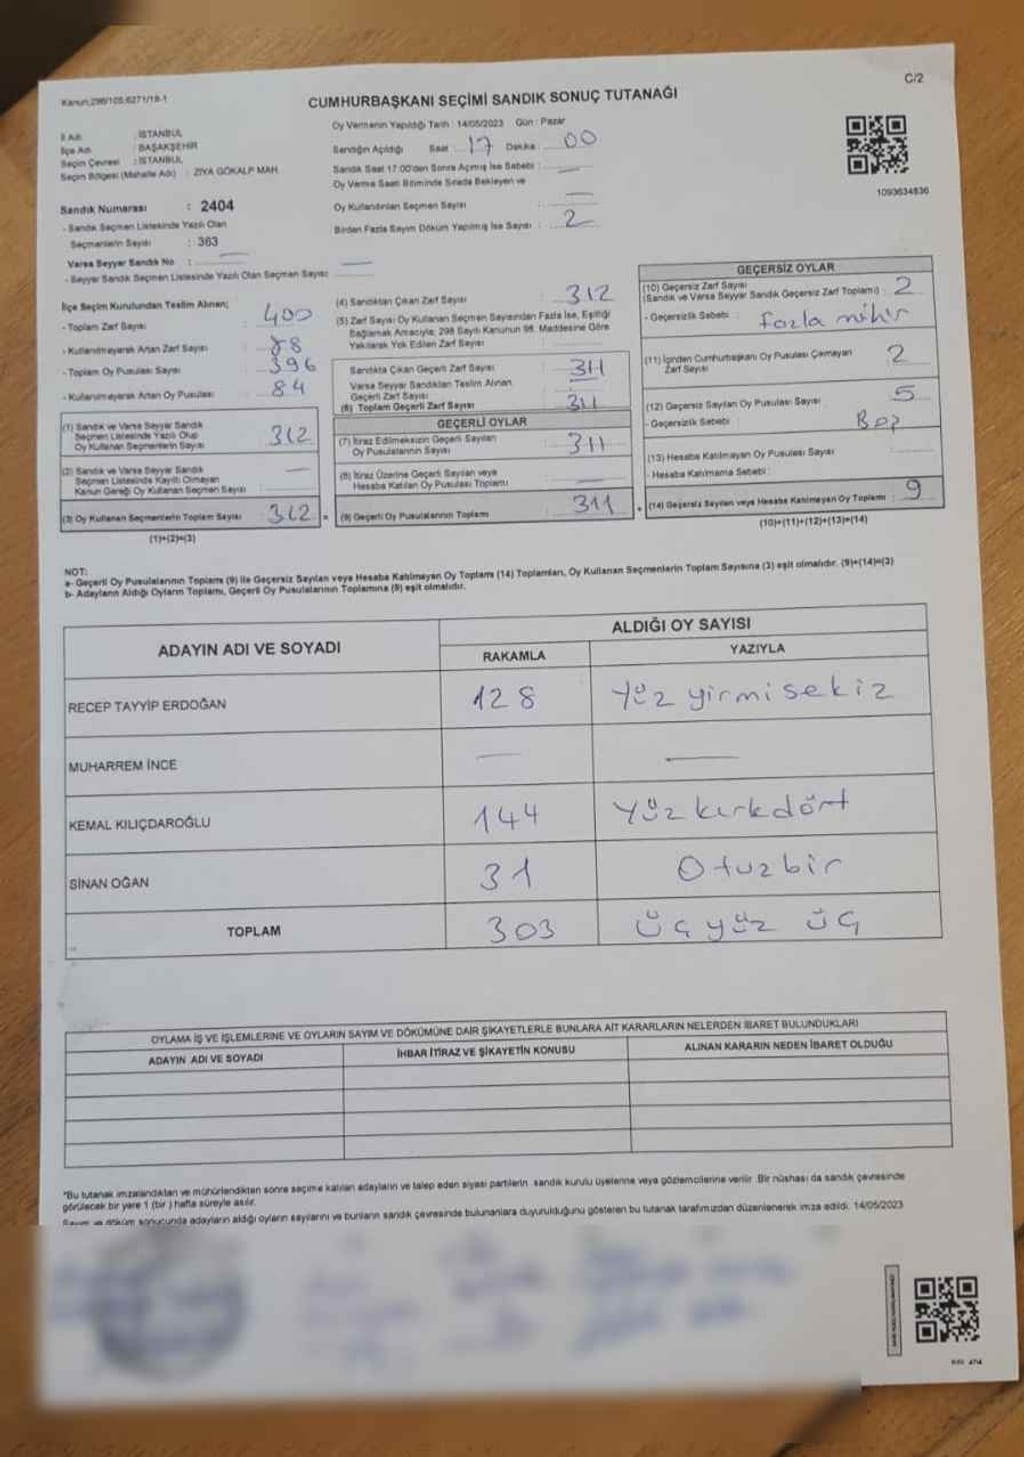 Kanun:298/105;6271/19-1
C/2
CUMHURBAŞKANI SEÇİMİ SANDIK SONUÇ TUTANAĞI
İl Adı : İSTANBUL
İlçe Adı : BAŞAKŞEHİR
Seçim Çevresi : İSTANBUL
Seçim Bölgesi (Mahalle Adı) : ZİYA GÖKALP MAH.
Sandık Numarası : 2404
- Sandık Seçmen Listesinde Yazılı Olan
Seçmenlerin Sayısı : 363
Varsa Seyyar Sandık No :
- Seyyar Sandık Seçmen Listesinde Yazılı Olan Seçmen Sayısı:
Oy Vermenin Yapıldığı Tarih : 14/05/2023 Gün : Pazar
Sandığın Açıldığı Saat 17 Dakika 00
Sandık Saat 17.00'den Sonra Açılmış İse Sebebi :
Oy Verme Saati Bitiminde Sırada Bekleyen ve
Oy Kullandırılan Seçmen Sayısı
Birden Fazla Sayım Döküm Yapılmış İse Sayısı : 2
1093634836
İlçe Seçim Kurulundan Teslim Alınan;
- Toplam Zarf Sayısı : 400
- Kullanılmayarak Artan Zarf Sayısı : 88
- Toplam Oy Pusulası Sayısı : 396
- Kullanılmayarak Artan Oy Pusulası : 84
(1) Sandık ve Varsa Seyyar Sandık
Seçmen Listesinde Yazılı Olup
Oy Kullanan Seçmenlerin Sayısı 312
(2) Sandık ve Varsa Seyyar Sandık
Seçmen Listesinde Kayıtlı Olmayan
Kanun Gereği Oy Kullanan Seçmen Sayısı
(3) Oy Kullanan Seçmenlerin Toplam Sayısı 312
(1)+(2)=(3)
(4) Sandıktan Çıkan Zarf Sayısı : 312
(5) Zarf Sayısı Oy Kullanan Seçmen Sayısından Fazla İse, Eşitliği
Sağlamak Amacıyla; 298 Sayılı Kanunun 98. Maddesine Göre
Yakılarak Yok Edilen Zarf Sayısı
Sandıkta Çıkan Geçerli Zarf Sayısı : 311
Varsa Seyyar Sandıktan Teslim Alınan
Geçerli Zarf Sayısı
(6) Toplam Geçerli Zarf Sayısı 311
GEÇERLİ OYLAR
(7) İtiraz Edilmeksizin Geçerli Sayılan
Oy Pusulalarının Sayısı : 311
(8) İtiraz Üzerine Geçerli Sayılan veya
Hesaba Katılan Oy Pusulası Toplamı
= (9) Geçerli Oy Pusulalarının Toplamı : 311
GEÇERSİZ OYLAR
(10) Geçersiz Zarf Sayısı
(Sandık ve Varsa Seyyar Sandık Geçersiz Zarf Toplamı) : 2
- Geçersizlik Sebebi : fazla mühür
(11) İçinden Cumhurbaşkanı Oy Pusulası Çıkmayan
Zarf Sayısı 2
(12) Geçersiz Sayılan Oy Pusulası Sayısı 5
- Geçersizlik Sebebi : Boş
(13) Hesaba Katılmayan Oy Pusulası Sayısı
- Hesaba Katılmama Sebebi :
+ (14) Geçersiz Sayılan veya Hesaba Katılmayan Oy Toplamı : 9
(10)+(11)+(12)+(13)=(14)
NOT:
a- Geçerli Oy Pusulalarının Toplamı (9) ile Geçersiz Sayılan veya Hesaba Katılmayan Oy Toplamı (14) Toplamları, Oy Kullanan Seçmenlerin Toplam Sayısına (3) eşit olmalıdır. (9)+(14)=(3)
b- Adayların Aldığı Oyların Toplamı, Geçerli Oy Pusulalarının Toplamına (9) eşit olmalıdır.
ADAYIN ADI VE SOYADI
ALDIĞI OY SAYISI
RAKAMLA YAZIYLA
RECEP TAYYİP ERDOĞAN 128 Yüz yirmi sekiz
MUHARREM İNCE
KEMAL KILIÇDAROĞLU 144 Yüz kırk dört
SİNAN OĞAN 31 Otuz bir
TOPLAM 303 üç yüz üç
OYLAMA İŞ VE İŞLEMLERİNE VE OYLARIN SAYIM VE DÖKÜMÜNE DAİR ŞİKAYETLERLE BUNLARA AİT KARARLARIN NELERDEN İBARET BULUNDUKLARI
ADAYIN ADI VE SOYADI İHBAR İTİRAZ VE ŞİKAYETİN KONUSU ALINAN KARARIN NEDEN İBARET OLDUĞU
*Bu tutanak imzalandıktan ve mühürlendikten sonra seçime katılan adayların ve talep eden siyasi partilerin sandık kurulu üyelerine veya gözlemcilerine verilir. Bir nüshası da sandık çevresinde
görülecek bir yere 1 (bir ) hafta süreyle asılır.
Sayım ve döküm sonucunda adayların aldığı oyların sayılarını ve bunların sandık çevresinde bulunanlara duyurulduğunu gösteren bu tutanak tarafımızdan düzenlenerek imza edildi. 14/05/2023